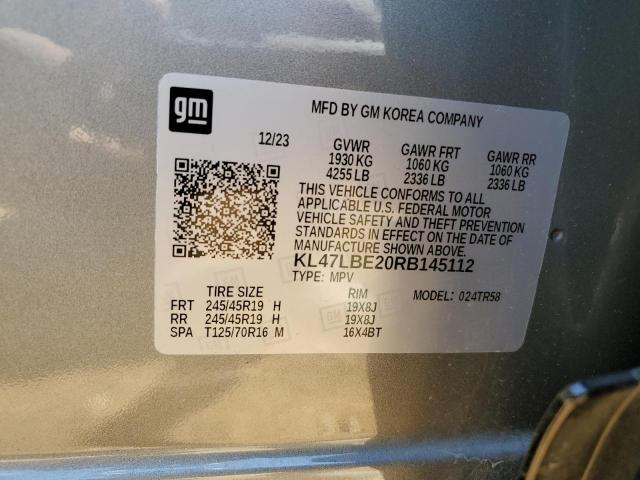 gm
MFD BY GM KOREA COMPANY
12/23 GVWR GAWR FRT GAWR RR
1930 KG 1060 KG 1060 KG
4255 LB 2336 LB 2336 LB
THIS VEHICLE CONFORMS TO ALL
APPLICABLE U.S. FEDERAL MOTOR
VEHICLE SAFETY AND THEFT PREVENTION
STANDARDS IN EFFECT ON THE DATE OF
MANUFACTURE SHOWN ABOVE.
KL47LBE20RB145112
TYPE: MPV
TIRE SIZE RIM MODEL: 024TR58
FRT 245/45R19 H 19X8J
RR 245/45R19 H 19X8J
SPA T125/70R16 M 16X4BT